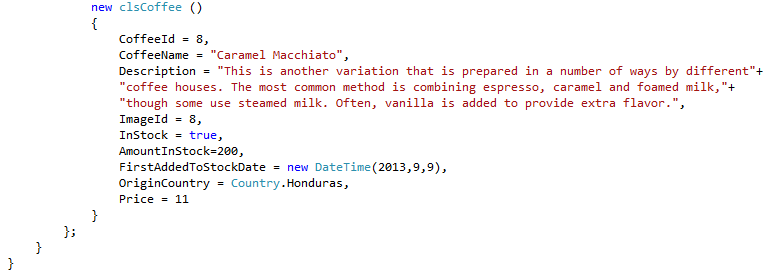 new clsCoffee ()
{
CoffeeId = 8,
CoffeeName = "Caramel Macchiato",
Description = "This is another variation that is prepared in a number of ways by different"+
"coffee houses. The most common method is combining espresso, caramel and foamed milk,"+
"though some use steamed milk. Often, vanilla is added to provide extra flavor.",
ImageId = 8,
InStock = true,
AmountInStock=200,
FirstAddedToStockDate = new DateTime(2013,9,9),
OriginCountry = Country.Honduras,
Price = 11
}
};
}
}